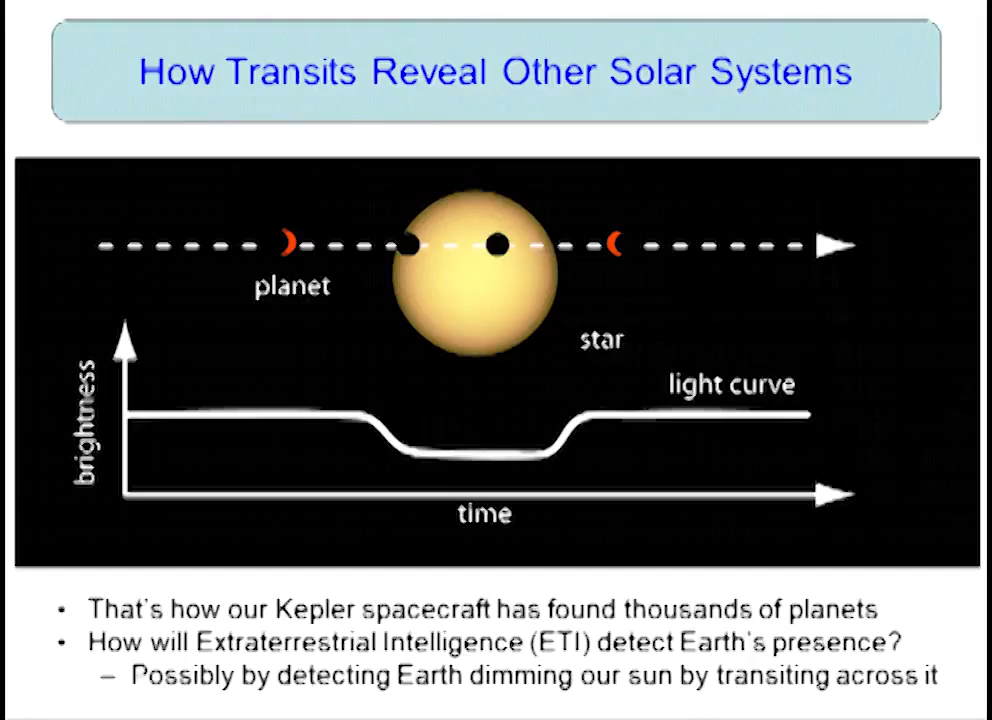 How Transits Reveal Other Solar Systems
planet
star
light curve
brightness
time
• That's how our Kepler spacecraft has found thousands of planets
• How will Extraterrestrial Intelligence (ETI) detect Earth's presence?
– Possibly by detecting Earth dimming our sun by transiting across it